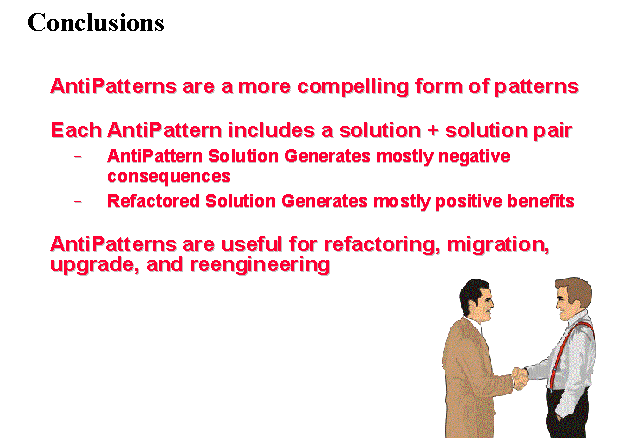 Conclusions
AntiPatterns are a more compelling form of patterns
Each AntiPattern includes a solution + solution pair
– AntiPattern Solution Generates mostly negative
consequences
– Refactored Solution Generates mostly positive benefits
AntiPatterns are useful for refactoring, migration,
upgrade, and reengineering